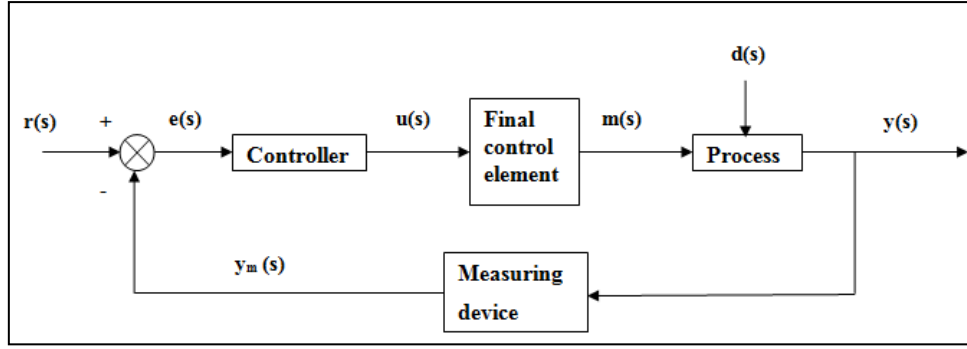 d(s)
r(s)
+
e(s)
Controller
u(s)
Final
control
element
m(s)
Process
y(s)
-
yₘ (s)
Measuring
device